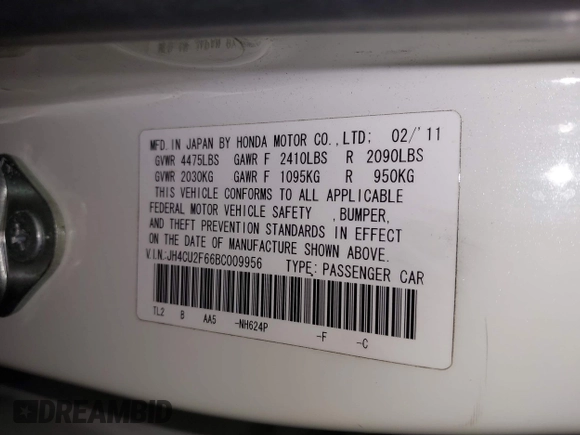 MFD. IN JAPAN BY HONDA MOTOR CO., LTD; 02/'11
GVWR 4475LBS GAWR F 2410LBS R 2090LBS
GVWR 2030KG GAWR F 1095KG R 950KG
THIS VEHICLE CONFORMS TO ALL APPLICABLE
FEDERAL MOTOR VEHICLE SAFETY , BUMPER,
AND THEFT PREVENTION STANDARDS IN EFFECT
ON THE DATE OF MANUFACTURE SHOWN ABOVE.
V.I.N.:JH4CU2F66BC009956 TYPE: PASSENGER CAR
TL2 B AA5 -NH624P -F -C
DREAMBID